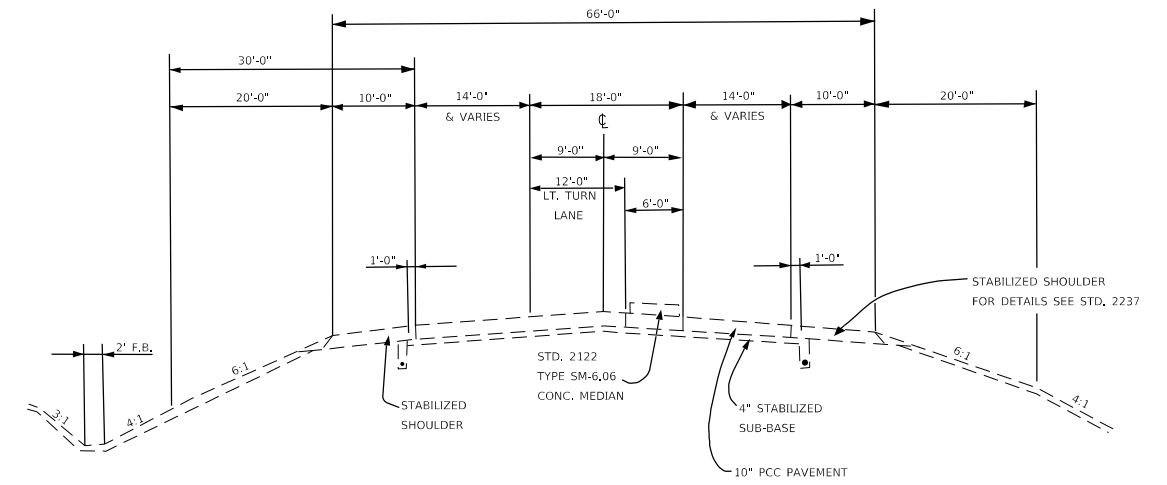 66'-0"
30'-0"
20'-0"
10'-0"
14'-0"
& VARIES
18'-0"
14'-0"
& VARIES
10'-0"
20'-0"
℄
9'-0"
9'-0"
12'-0"
LT. TURN
LANE
6'-0"
1'-0"
1'-0"
STABILIZED SHOULDER
FOR DETAILS SEE STD. 2237
2' F.B.
6:1
6:1
3:1
4:1
4:1
STD. 2122
TYPE SM-6.06
CONC. MEDIAN
STABILIZED
SHOULDER
4" STABILIZED
SUB-BASE
10" PCC PAVEMENT